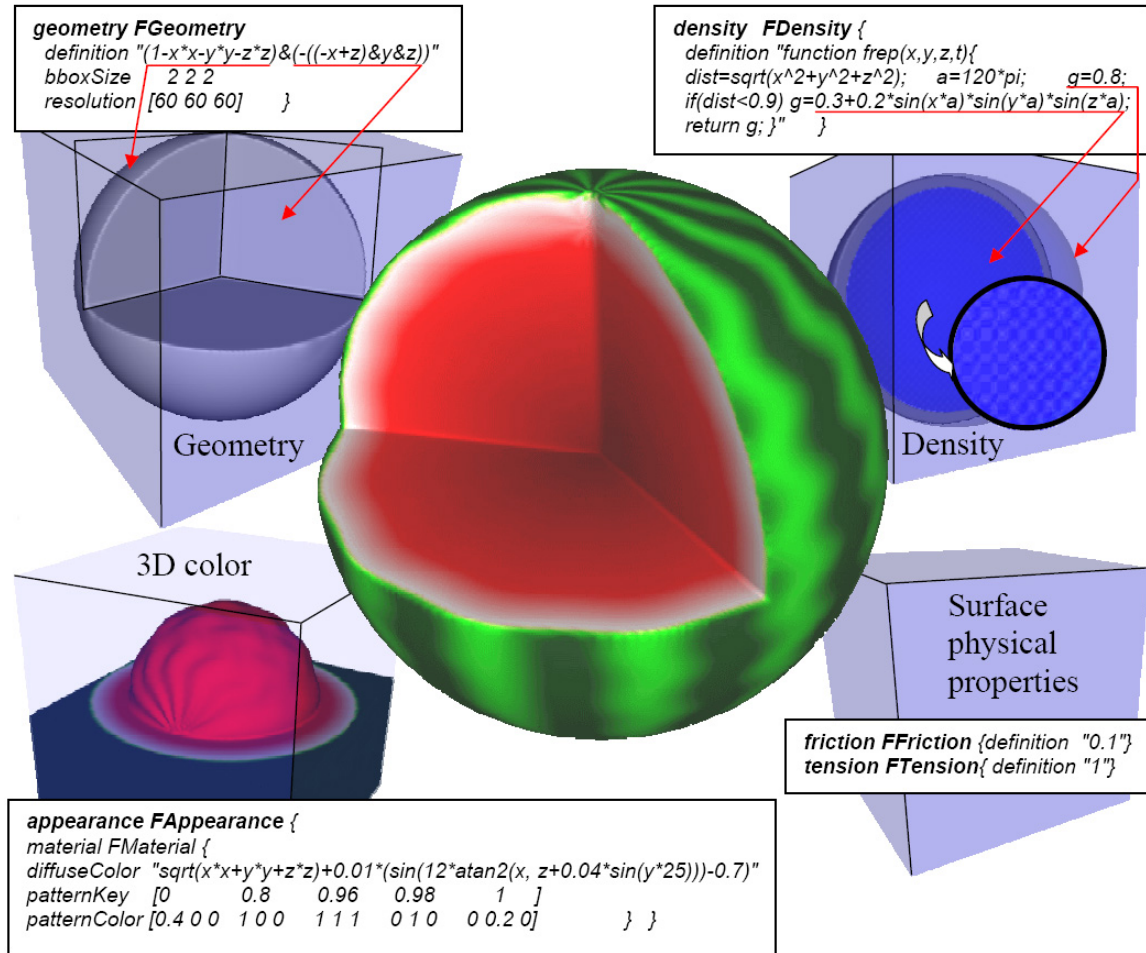 geometry FGeometry
definition "(1-x*x-y*y-z*z)&(-((-x+z)&y&z))"
bboxSize 2 2 2
resolution [60 60 60] }
density FDensity {
definition "function frep(x,y,z,t){
dist=sqrt(x^2+y^2+z^2); a=120*pi; g=0.8;
if(dist<0.9) g=0.3+0.2*sin(x*a)*sin(y*a)*sin(z*a);
return g; }" }
Geometry
Density
3D color
Surface
physical
properties
friction FFriction {definition "0.1"}
tension FTension{ definition "1"}
appearance FAppearance {
material FMaterial {
diffuseColor "sqrt(x*x+y*y+z*z)+0.01*(sin(12*atan2(x, z+0.04*sin(y*25)))-0.7)"
patternKey [0 0.8 0.96 0.98 1 ]
patternColor [0.4 0 0 1 0 0 1 1 1 0 1 0 0 0.2 0] } }